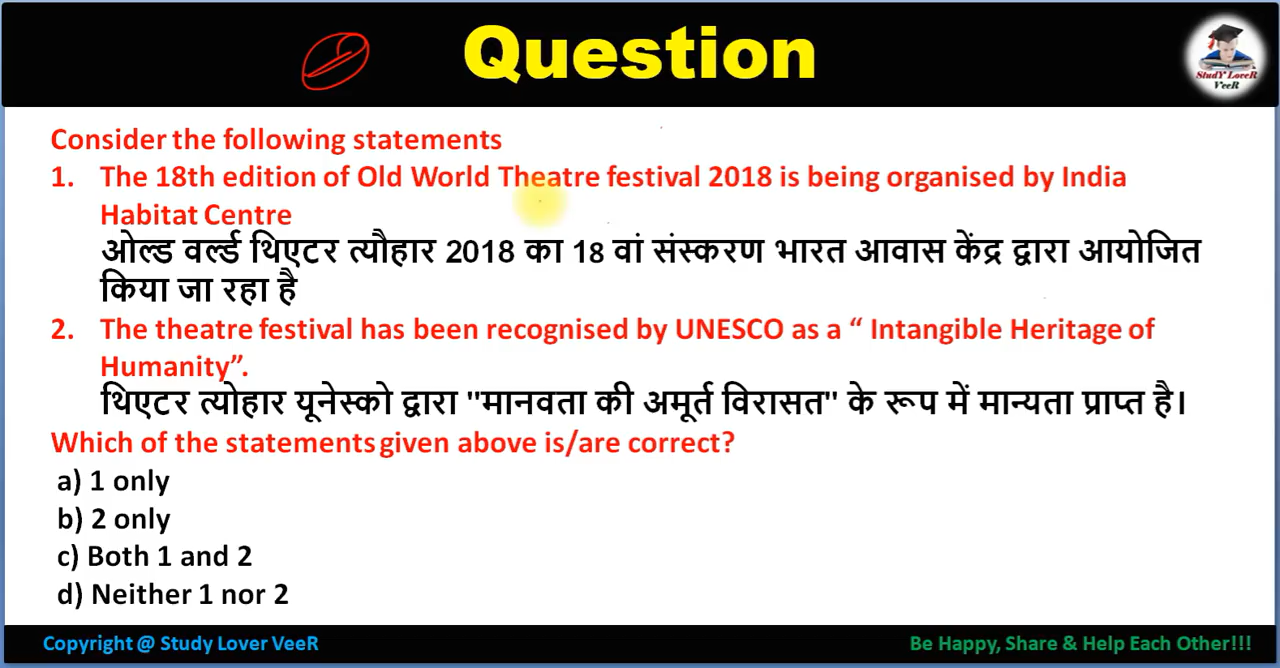 Question
StudY LoveR
VeeR
Consider the following statements
1. The 18th edition of Old World Theatre festival 2018 is being organised by India
Habitat Centre
ओल्ड वर्ल्ड थिएटर त्यौहार 2018 का 18 वां संस्करण भारत आवास केंद्र द्वारा आयोजित
किया जा रहा है
2. The theatre festival has been recognised by UNESCO as a “ Intangible Heritage of
Humanity”.
थिएटर त्योहार यूनेस्को द्वारा "मानवता की अमूर्त विरासत" के रूप में मान्यता प्राप्त है।
Which of the statements given above is/are correct?
a) 1 only
b) 2 only
c) Both 1 and 2
d) Neither 1 nor 2
Copyright @ Study Lover VeeR
Be Happy, Share & Help Each Other!!!